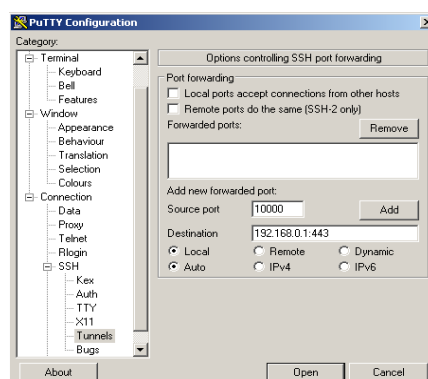 PuTTY Configuration
Category:
Terminal
Keyboard
Bell
Features
Window
Appearance
Behaviour
Translation
Selection
Colours
Connection
Data
Proxy
Telnet
Rlogin
SSH
Kex
Auth
TTY
X11
Tunnels
Bugs
Options controlling SSH port forwarding
Port forwarding
Local ports accept connections from other hosts
Remote ports do the same (SSH-2 only)
Forwarded ports:
Remove
Add new forwarded port:
Source port 10000 Add
Destination 192.168.0.1:443
Local Remote Dynamic
Auto IPv4 IPv6
About Open Cancel